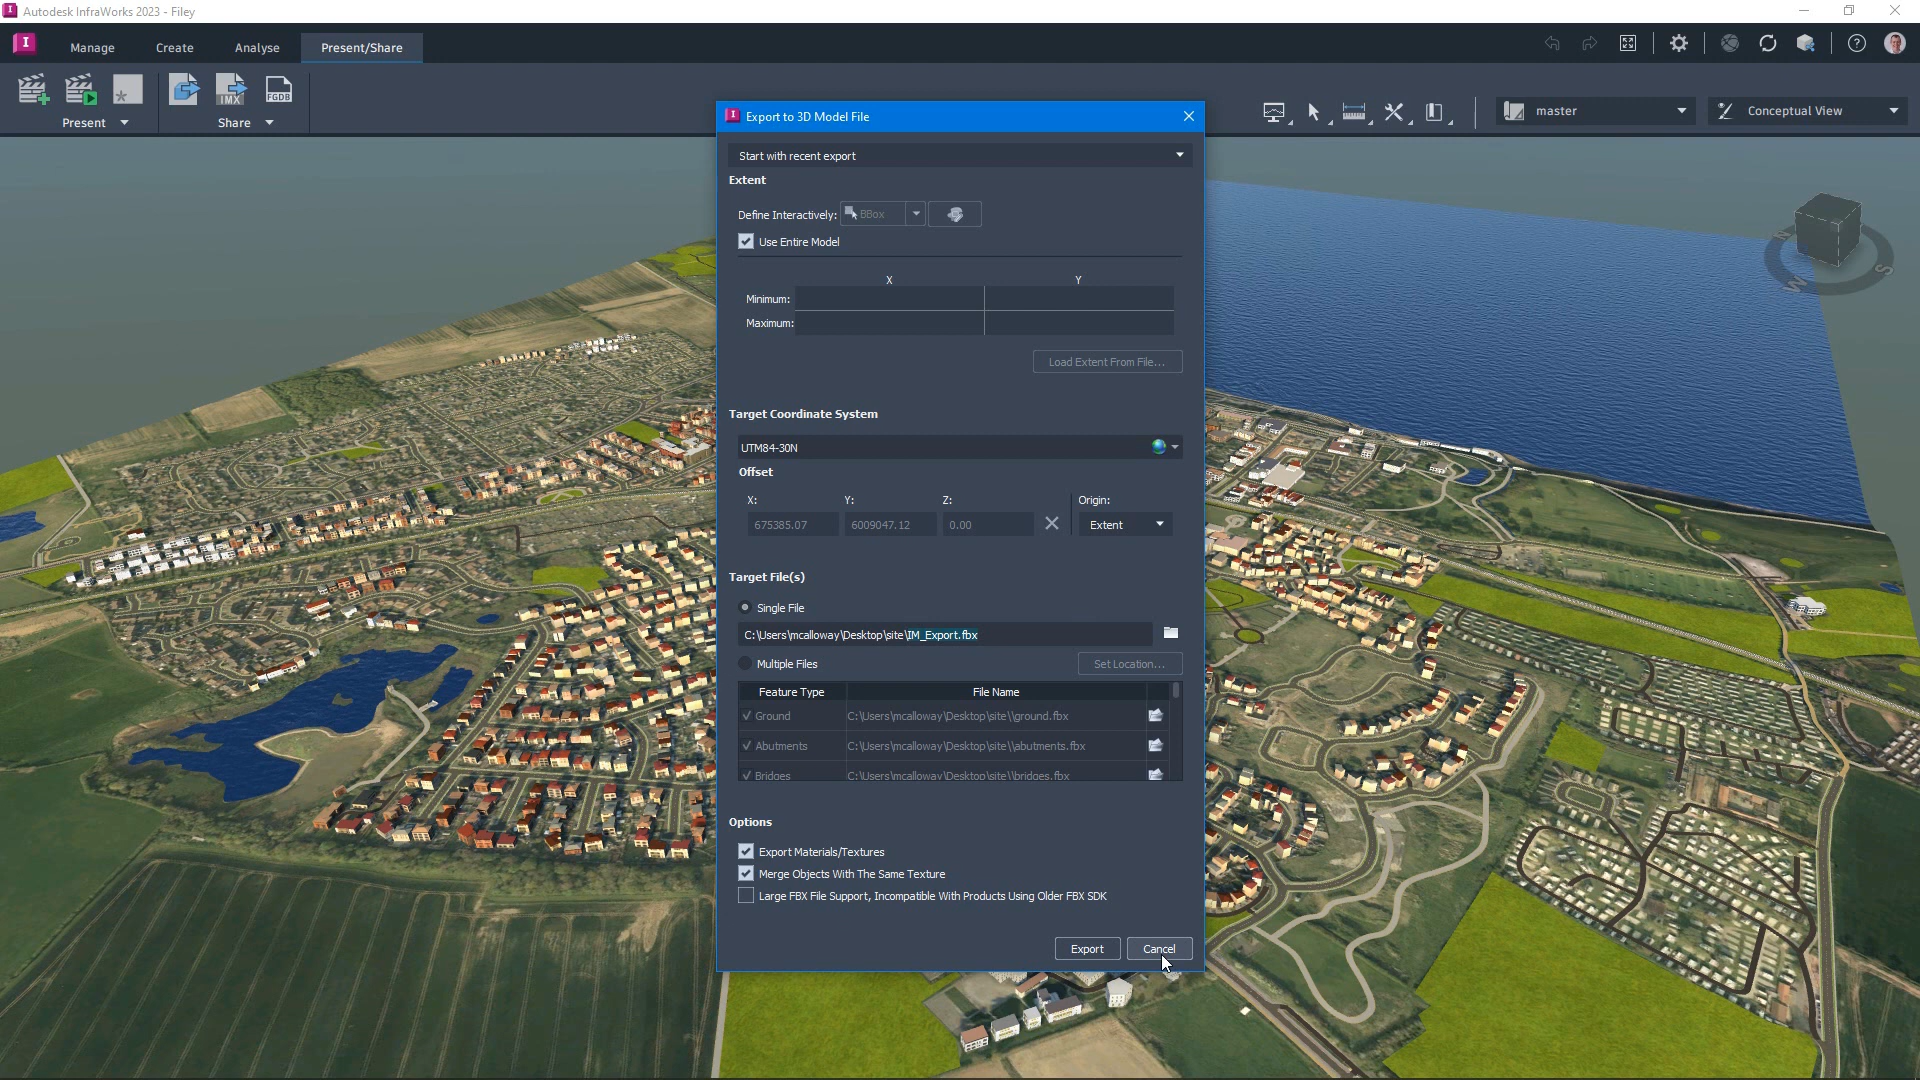 Autodesk InfraWorks 2023 - Filey
Manage Create Analyse Present/Share
IMX FGDB
Present Share
master
Conceptual View
Export to 3D Model File
Start with recent export
Extent
Define Interactively: BBox
Use Entire Model
X Y
Minimum:
Maximum:
Load Extent From File...
Target Coordinate System
UTM84-30N
Offset
X: Y: Z: Origin:
675385.07 6009047.12 0.00 Extent
Target File(s)
Single File
C:\Users\mcalloway\Desktop\site\IM_Export.fbx
Multiple Files Set Location...
Feature Type File Name
Ground C:\Users\mcalloway\Desktop\site\\ground.fbx
Abutments C:\Users\mcalloway\Desktop\site\\abutments.fbx
Bridges C:\Users\mcalloway\Desktop\site\\bridges.fbx
Options
Export Materials/Textures
Merge Objects With The Same Texture
Large FBX File Support, Incompatible With Products Using Older FBX SDK
Export Cancel
N
W S